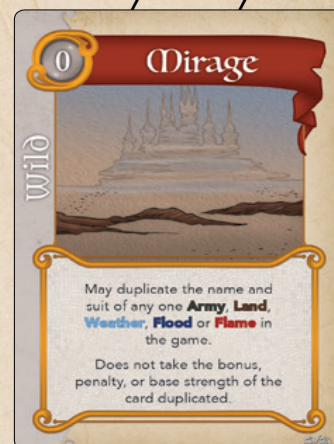 0
Mirage
Wild
May duplicate the name and
suit of any one Army, Land,
Weather, Flood or Flame in
the game.
Does not take the bonus,
penalty, or base strength of the
card duplicated.